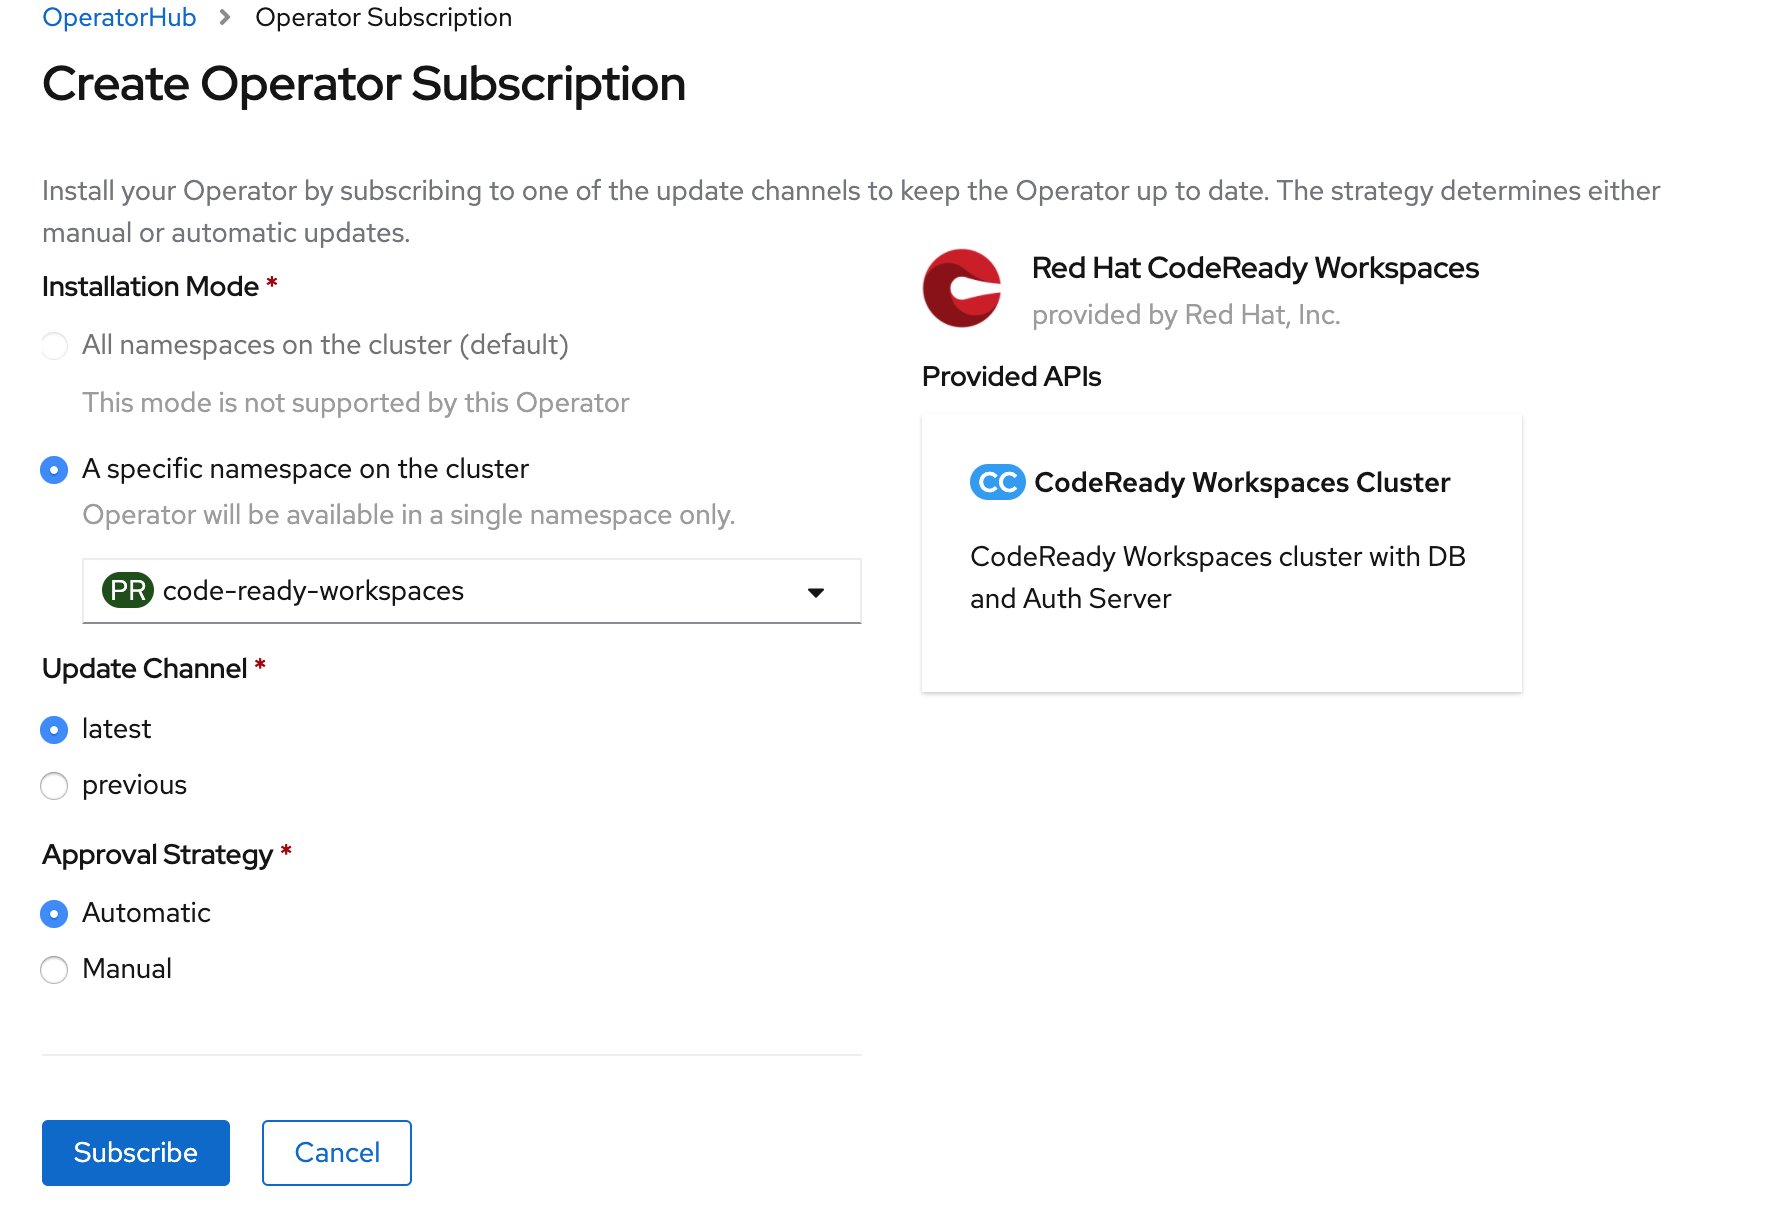 OperatorHub > Operator Subscription
Create Operator Subscription
Install your Operator by subscribing to one of the update channels to keep the Operator up to date. The strategy determines either
manual or automatic updates.
Installation Mode *
All namespaces on the cluster (default)
This mode is not supported by this Operator
A specific namespace on the cluster
Operator will be available in a single namespace only.
PR code-ready-workspaces
Update Channel *
latest
previous
Approval Strategy *
Automatic
Manual
Subscribe
Cancel
Red Hat CodeReady Workspaces
provided by Red Hat, Inc.
Provided APIs
CC CodeReady Workspaces Cluster
CodeReady Workspaces cluster with DB
and Auth Server